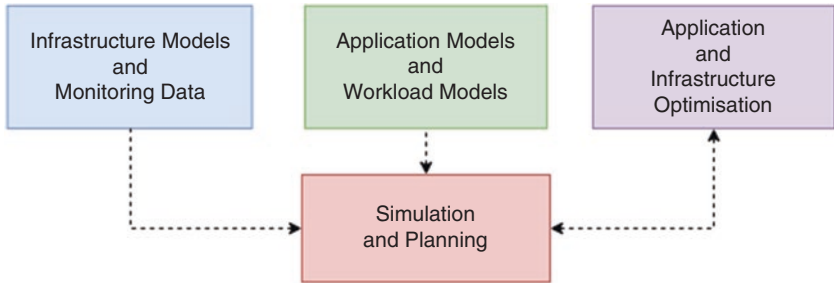 Infrastructure Models
and
Monitoring Data
Application Models
and
Workload Models
Application
and
Infrastructure
Optimisation
Simulation
and Planning